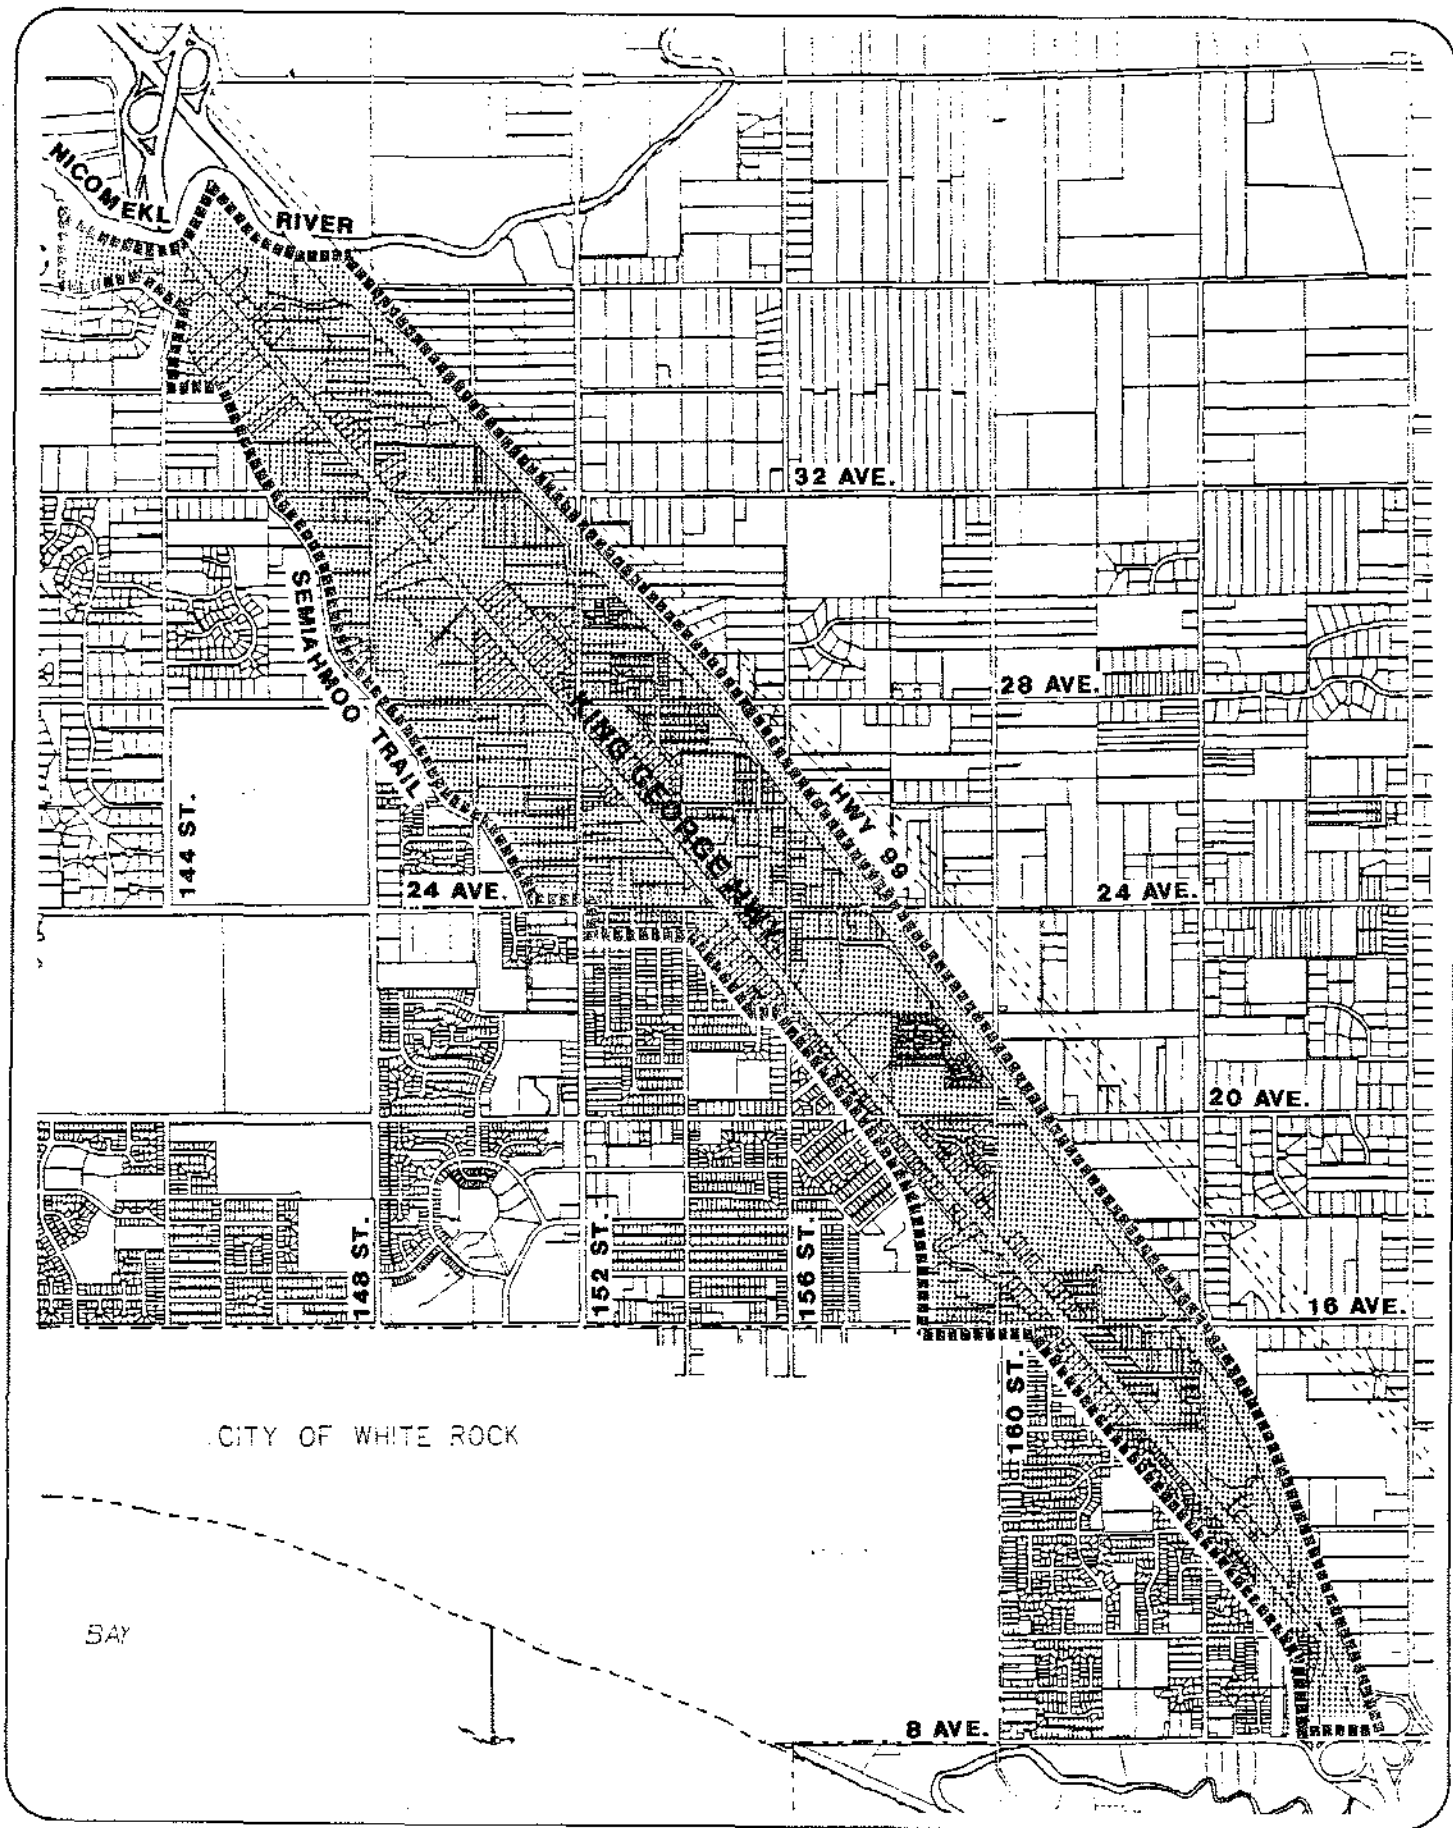 NICOMEKL
RIVER
32 AVE.
SEMIAHMOO TRAIL
28 AVE.
KING GEORGE HWY
HWY 99
144 ST.
24 AVE.
24 AVE.
20 AVE.
148 ST.
152 ST.
156 ST.
16 AVE.
160 ST.
CITY OF WHITE ROCK
BAY
8 AVE.